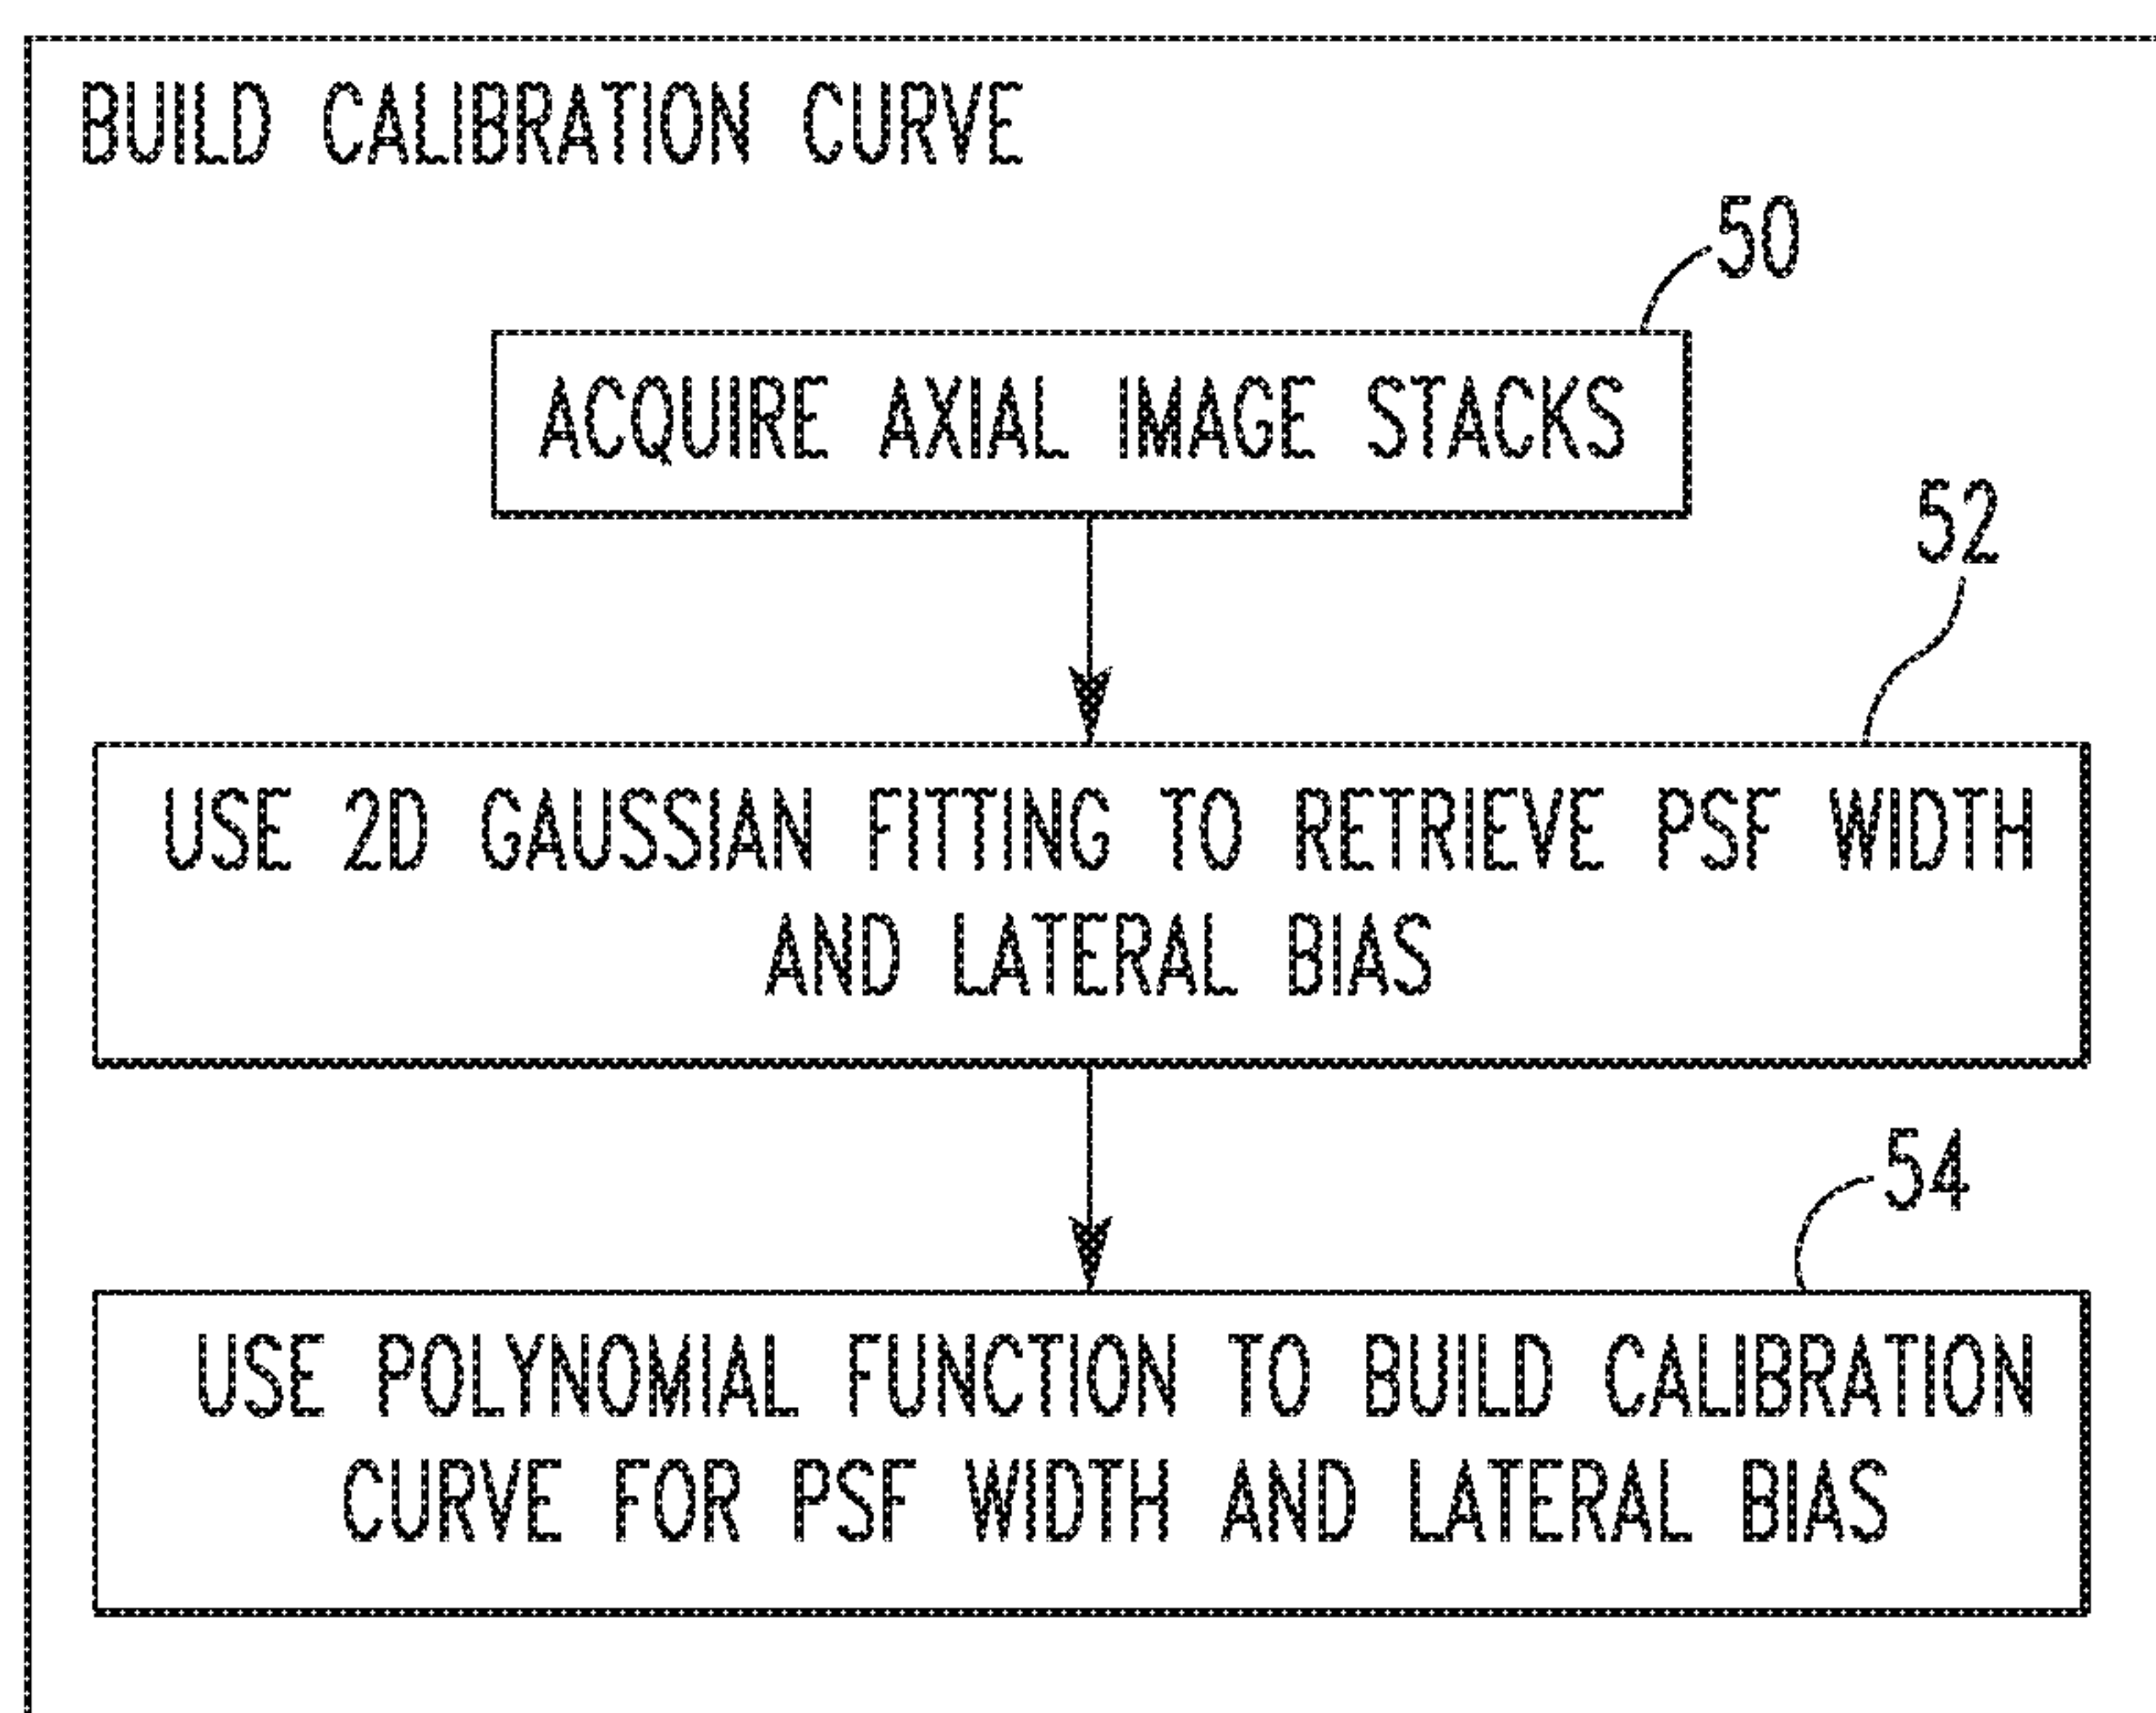 BUILD CALIBRATION CURVE
50
ACQUIRE AXIAL IMAGE STACKS
52
USE 2D GAUSSIAN FITTING TO RETRIEVE PSF WIDTH
AND LATERAL BIAS
54
USE POLYNOMIAL FUNCTION TO BUILD CALIBRATION
CURVE FOR PSF WIDTH AND LATERAL BIAS